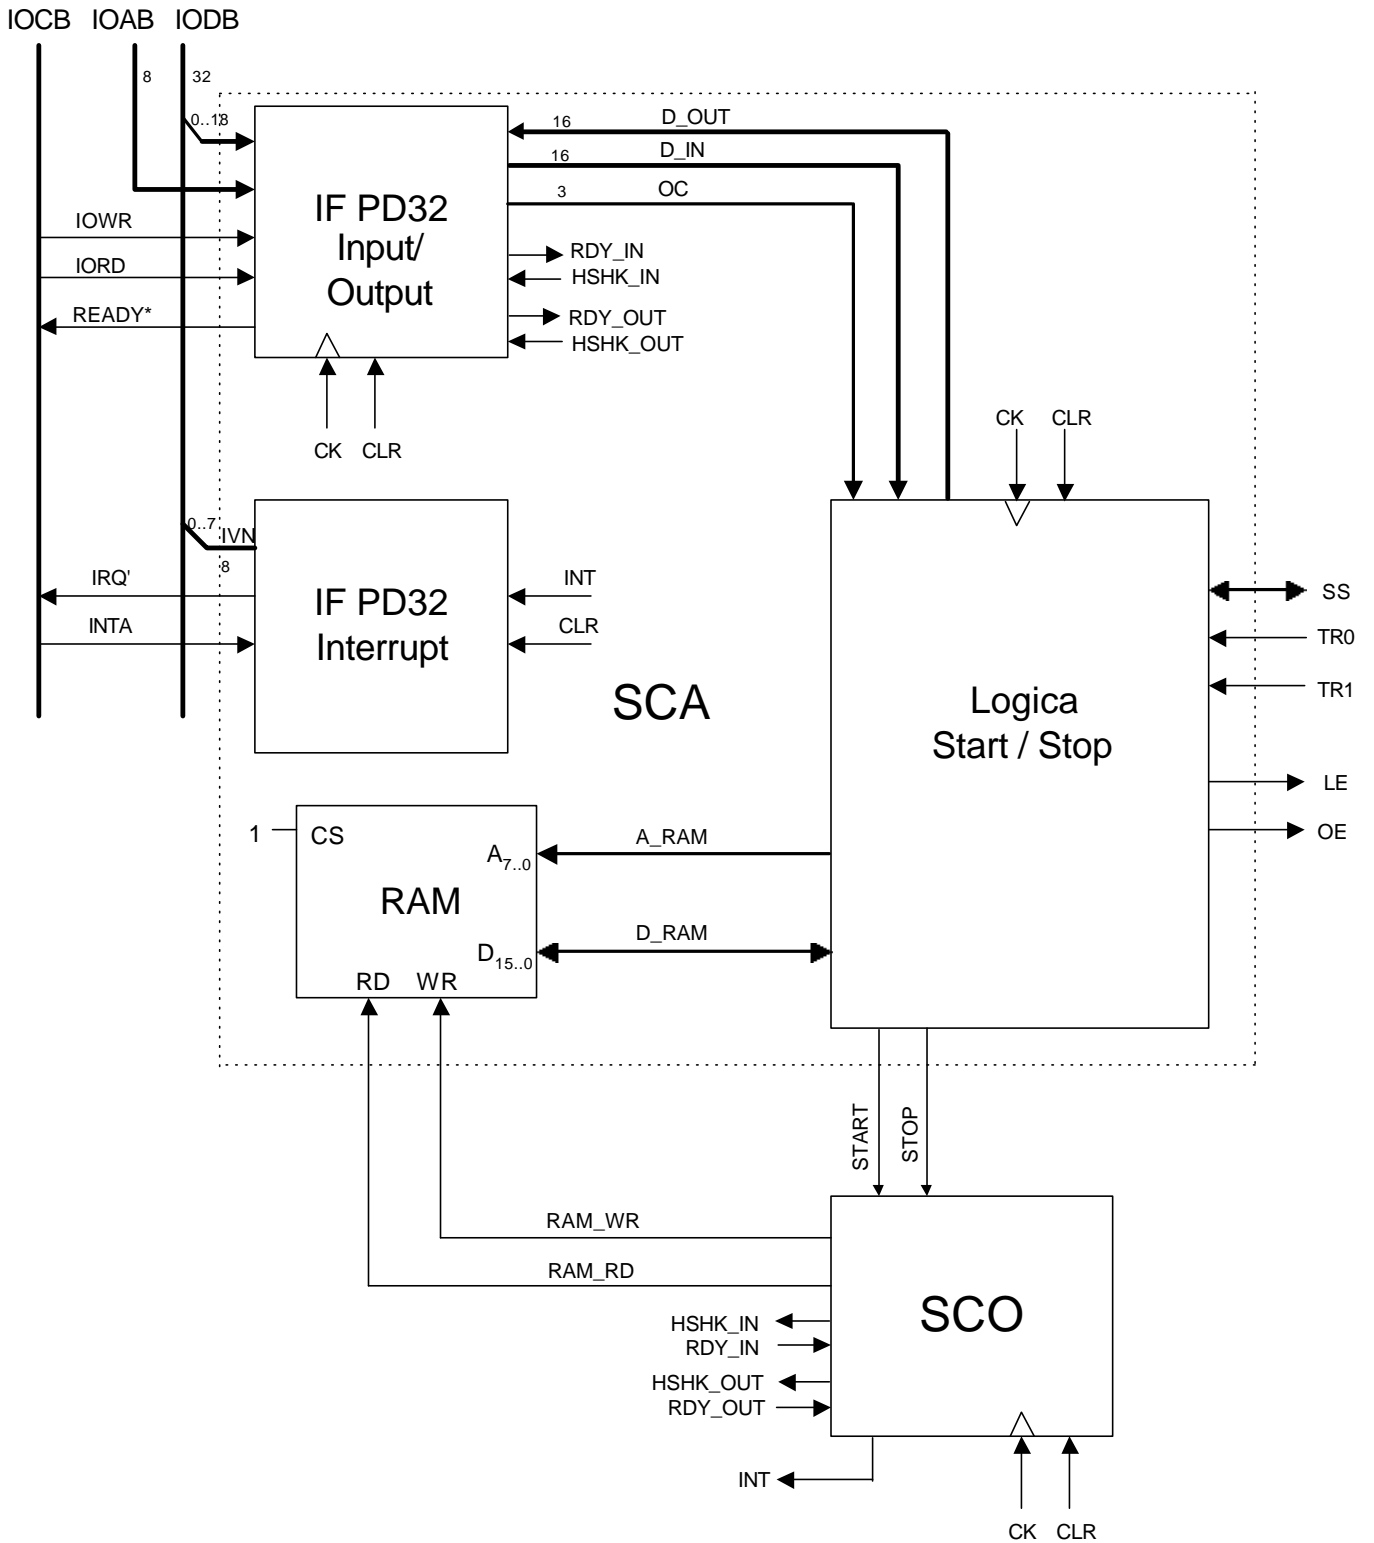 IOCB IOAB IODB
8 32
0..18
16 D_OUT
16 D_IN
3 OC
IF PD32
Input/
Output
IOWR
IORD
READY*
RDY_IN
HSHK_IN
RDY_OUT
HSHK_OUT
CK CLR
CK CLR
0..7
IVN
8
IRQ'
INTA
IF PD32
Interrupt
INT
CLR
SCA
Logica
Start / Stop
SS
TR0
TR1
LE
OE
1
CS
RAM
A7..0
D15..0
RD WR
A_RAM
D_RAM
START
STOP
RAM_WR
RAM_RD
SCO
HSHK_IN
RDY_IN
HSHK_OUT
RDY_OUT
INT
CK CLR